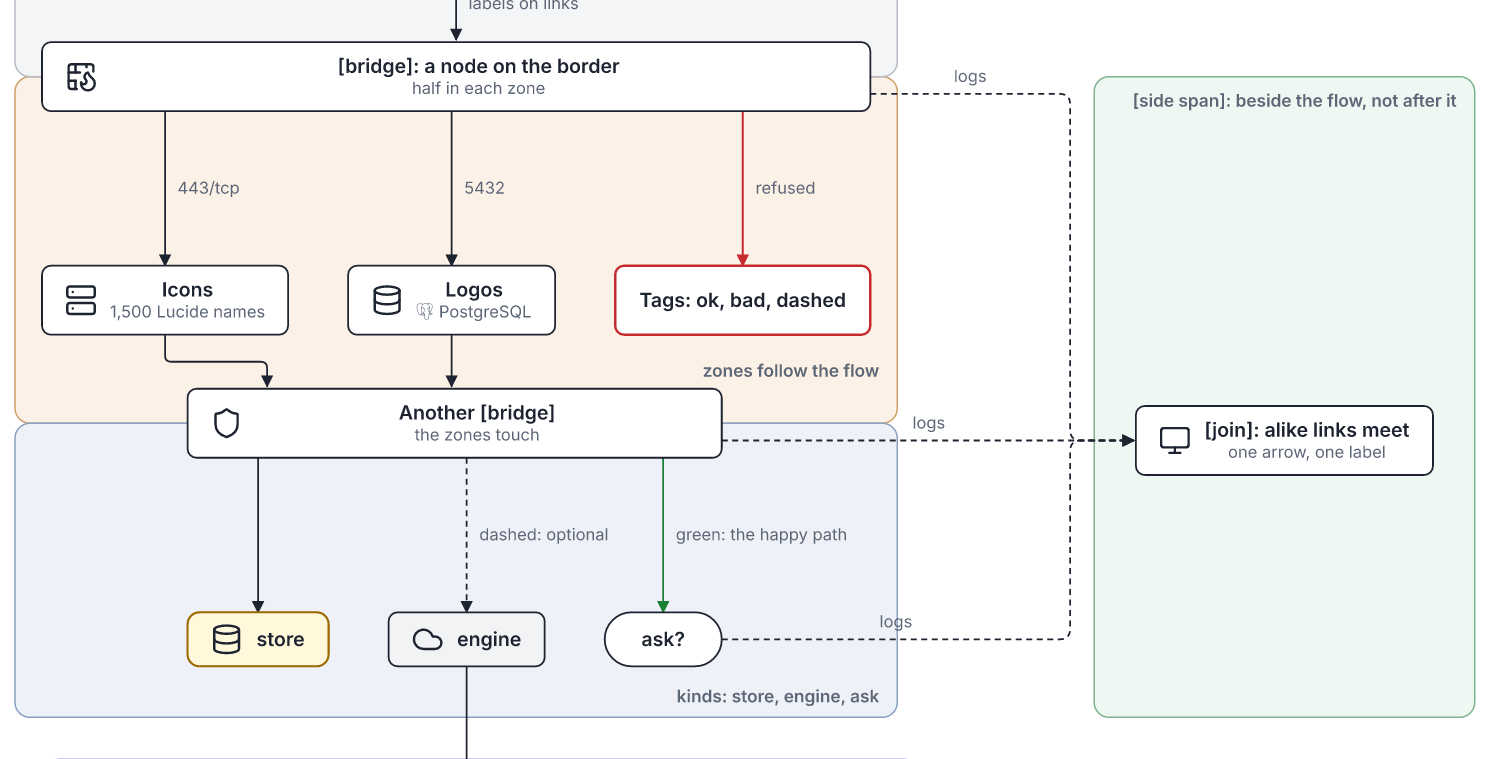 labels on links
[bridge]: a node on the border
half in each zone
logs
[side span]: beside the flow, not after it
443/tcp
5432
refused
Icons
1,500 Lucide names
Logos
PostgreSQL
Tags: ok, bad, dashed
zones follow the flow
Another [bridge]
the zones touch
logs
[join]: alike links meet
one arrow, one label
dashed: optional
green: the happy path
store
engine
ask?
logs
kinds: store, engine, ask